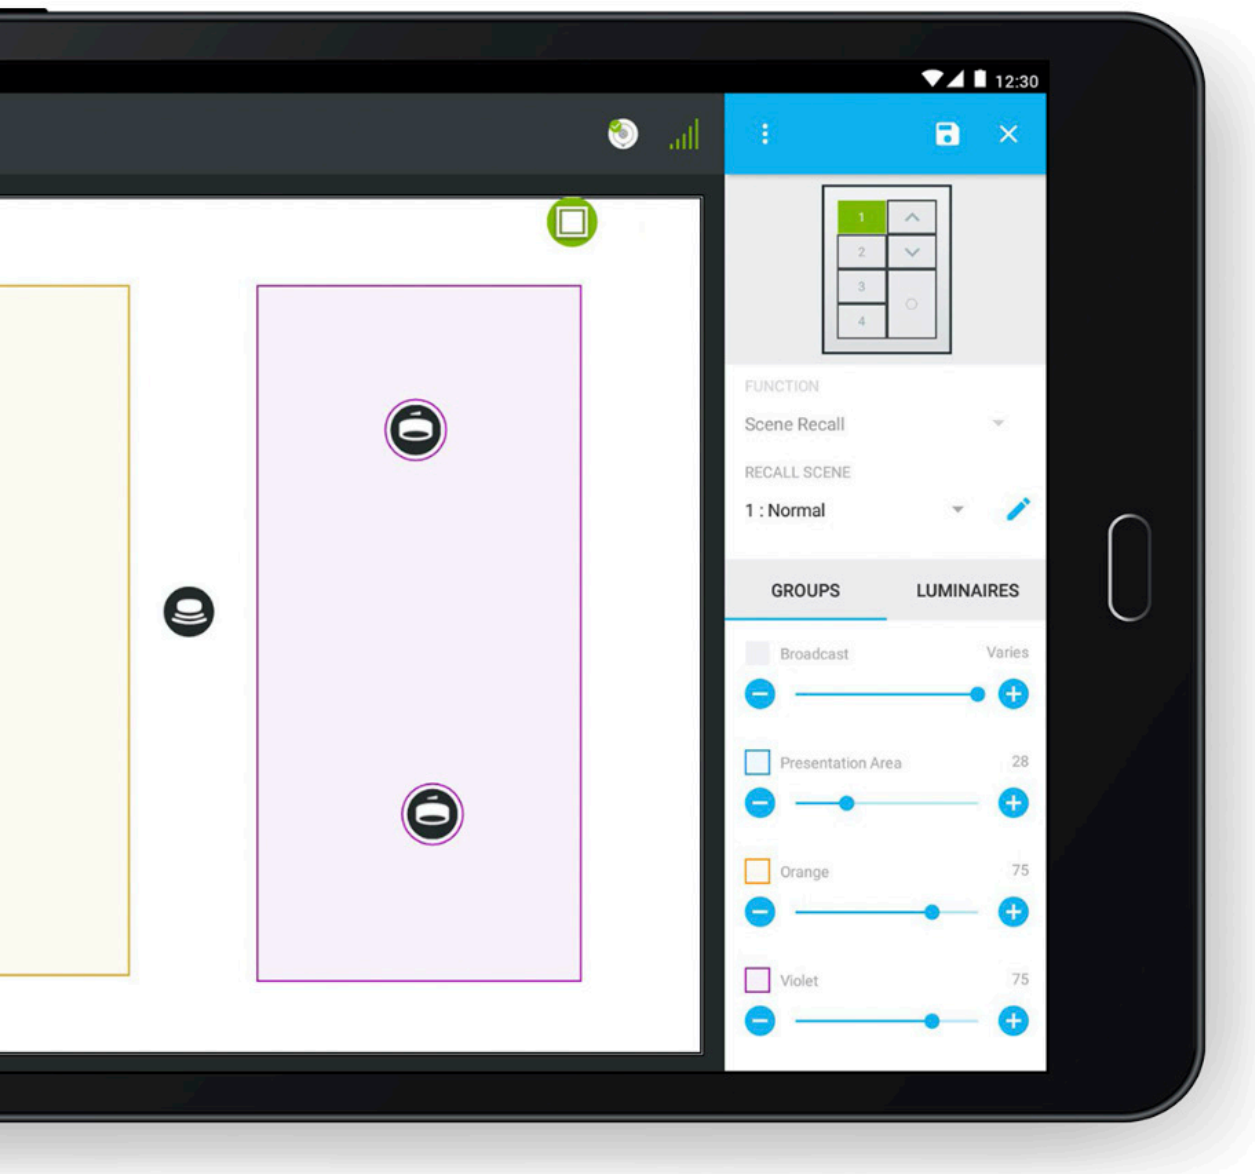 12:30
1
2
3
4
FUNCTION
Scene Recall
RECALL SCENE
1 : Normal
GROUPS LUMINAIRES
Broadcast Varies
Presentation Area 28
Orange 75
Violet 75